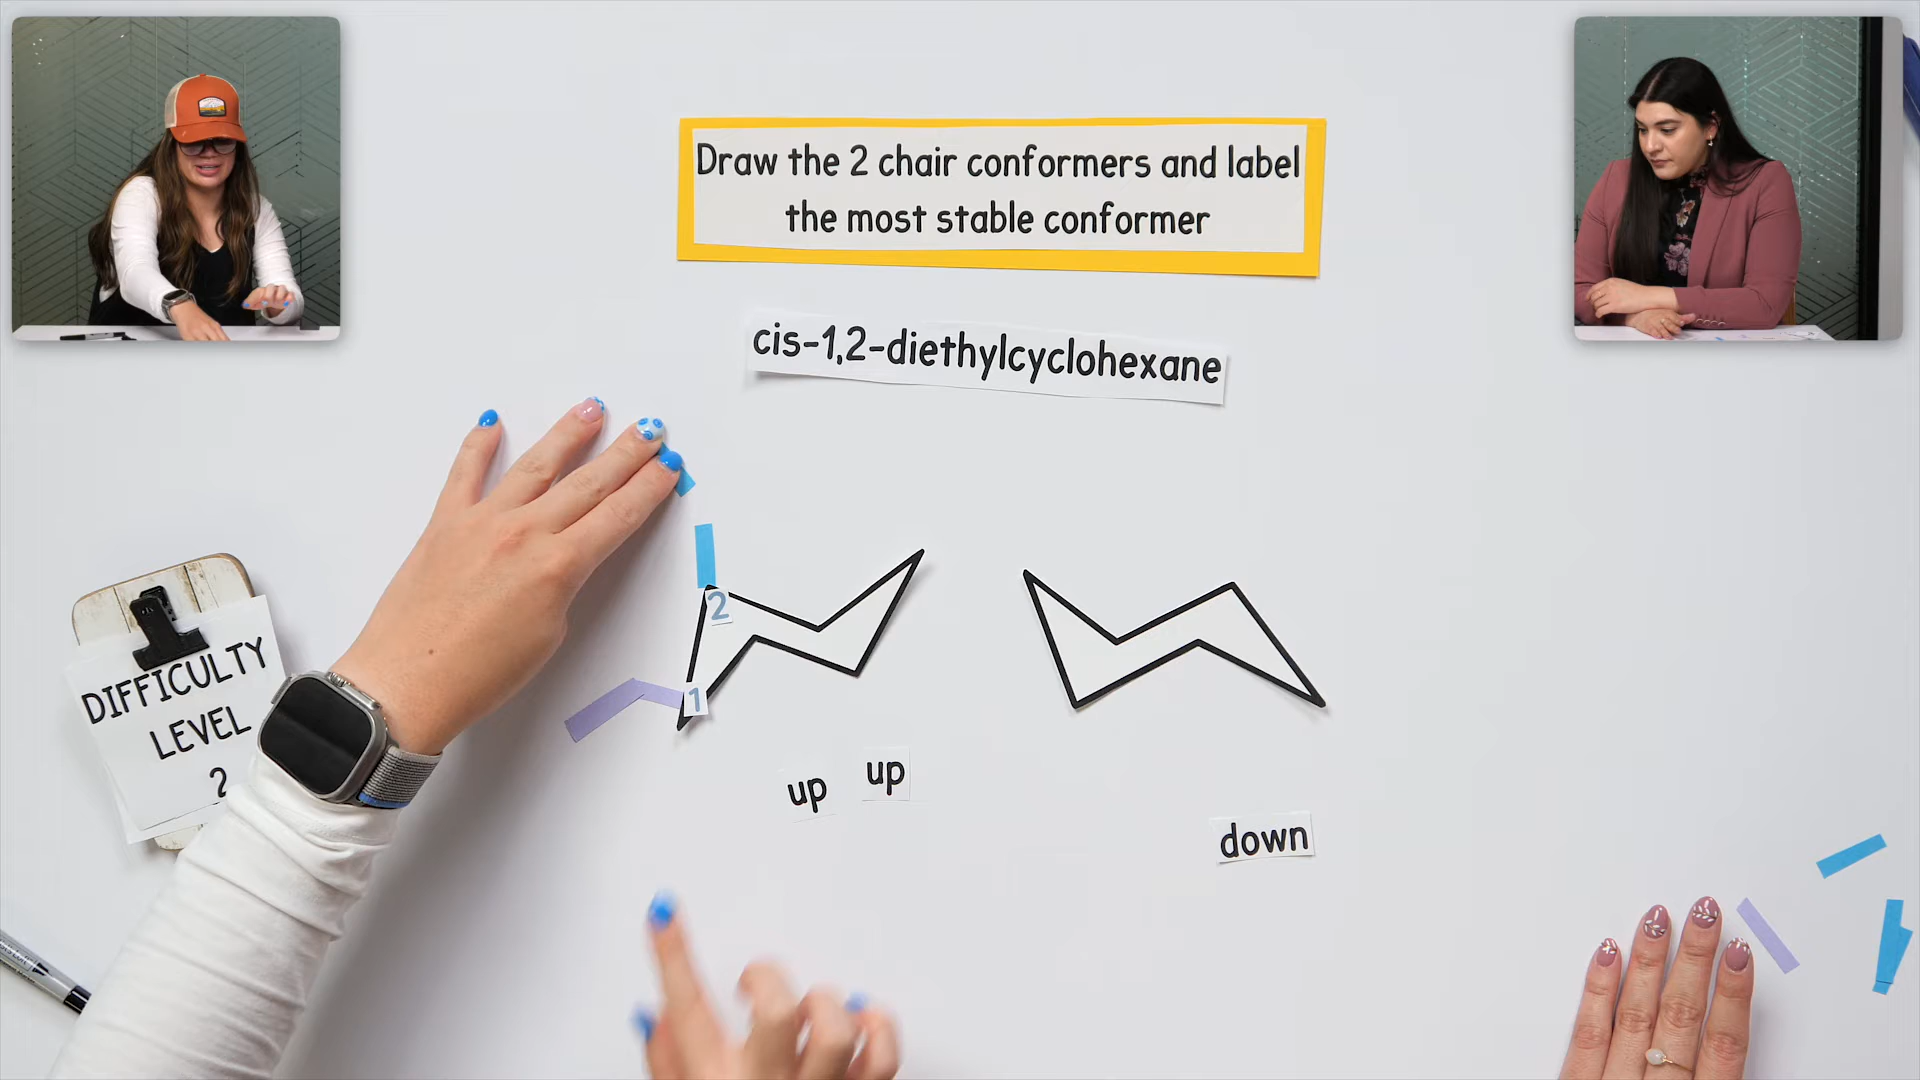 Draw the 2 chair conformers and label
the most stable conformer
cis-1,2-diethylcyclohexane
2
1
up
up
down
DIFFICULTY
LEVEL
2